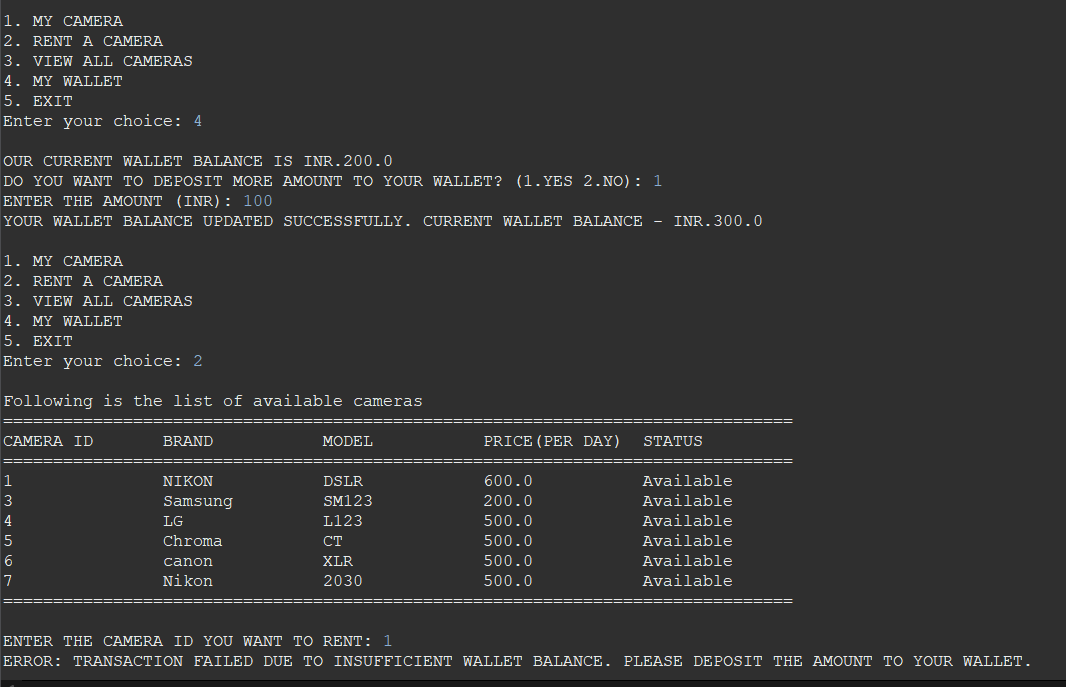 1. MY CAMERA
2. RENT A CAMERA
3. VIEW ALL CAMERAS
4. MY WALLET
5. EXIT
Enter your choice: 4
OUR CURRENT WALLET BALANCE IS INR.200.0
DO YOU WANT TO DEPOSIT MORE AMOUNT TO YOUR WALLET? (1.YES 2.NO): 1
ENTER THE AMOUNT (INR): 100
YOUR WALLET BALANCE UPDATED SUCCESSFULLY. CURRENT WALLET BALANCE - INR.300.0
1. MY CAMERA
2. RENT A CAMERA
3. VIEW ALL CAMERAS
4. MY WALLET
5. EXIT
Enter your choice: 2
Following is the list of available cameras
===============================================================================
CAMERA ID       BRAND           MODEL           PRICE(PER DAY)  STATUS
===============================================================================
1               NIKON           DSLR            600.0           Available
3               Samsung         SM123           200.0           Available
4               LG              L123            500.0           Available
5               Chroma          CT              500.0           Available
6               canon           XLR             500.0           Available
7               Nikon           2030            500.0           Available
===============================================================================
ENTER THE CAMERA ID YOU WANT TO RENT: 1
ERROR: TRANSACTION FAILED DUE TO INSUFFICIENT WALLET BALANCE. PLEASE DEPOSIT THE AMOUNT TO YOUR WALLET.